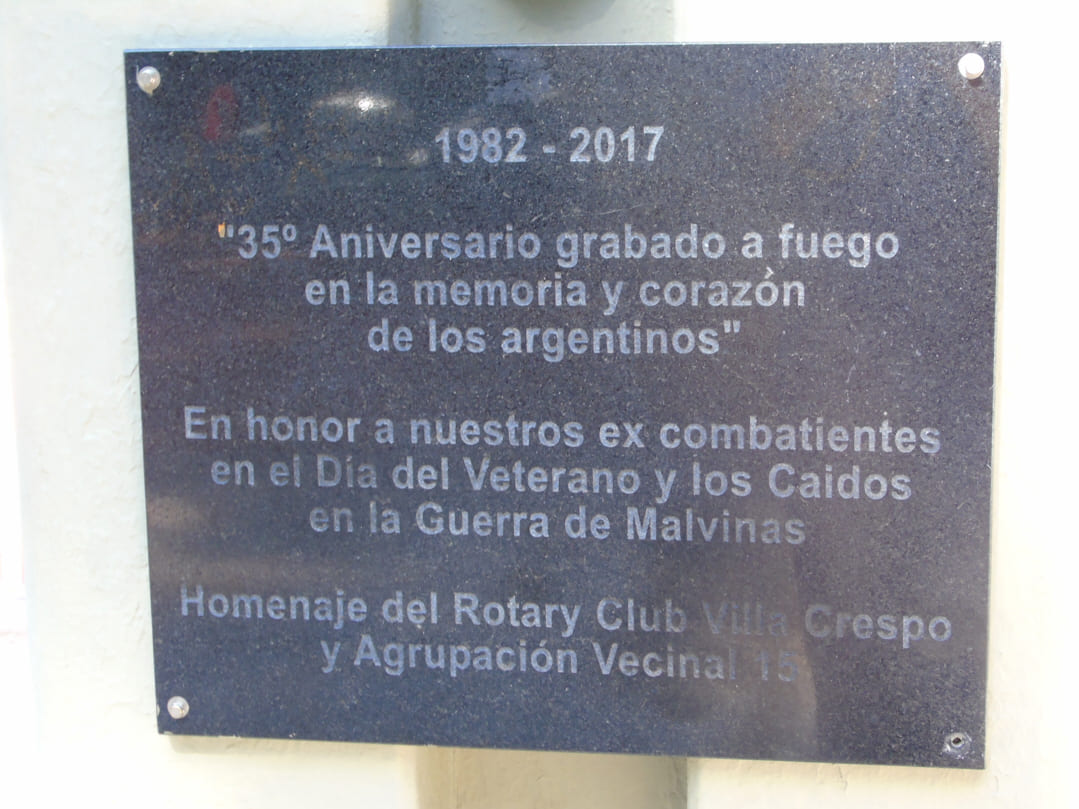 1982 - 2017
"35º Aniversario grabado a fuego
en la memoria y corazón
de los argentinos"
En honor a nuestros ex combatientes
en el Día del Veterano y los Caidos
en la Guerra de Malvinas
Homenaje del Rotary Club Villa Crespo
y Agrupación Vecinal 15